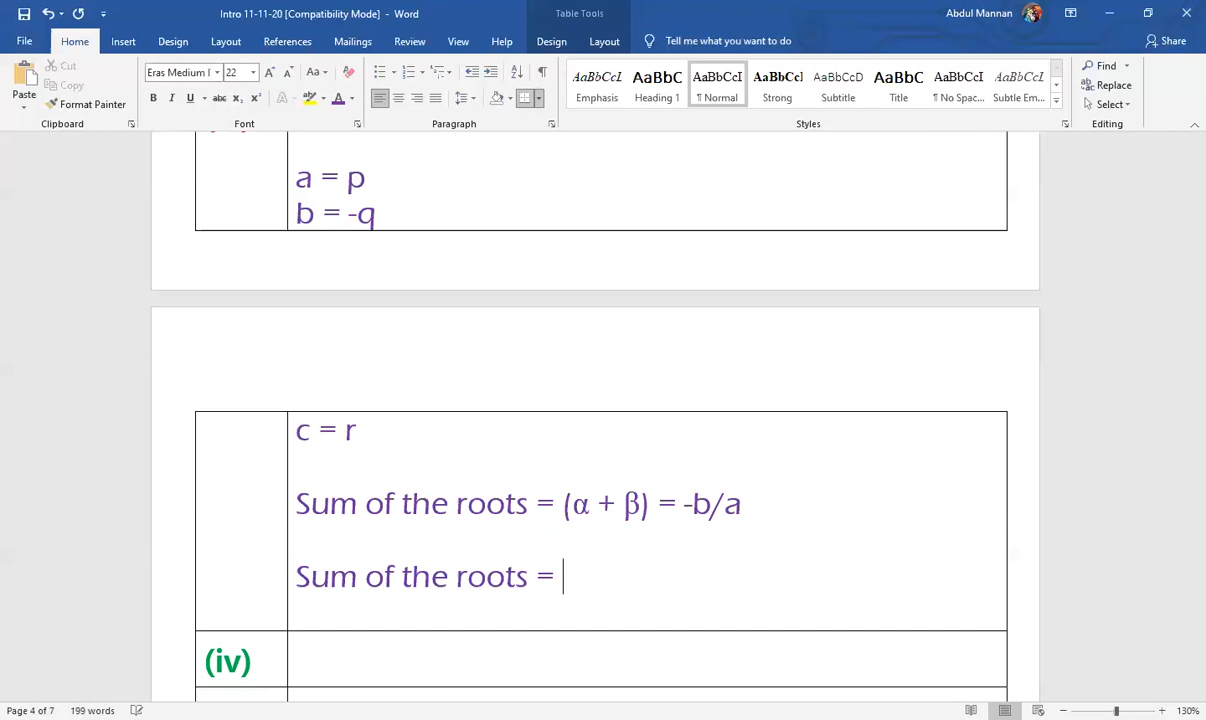 Intro 11-11-20 [Compatibility Mode] - Word
Table Tools
Abdul Mannan
File Home Insert Design Layout References Mailings Review View Help Design Layout Tell me what you want to do Share
Cut
Copy
Paste
Format Painter
Clipboard
Eras Medium I 22 Aa
B I U abc x₂ x² A A
Font
Paragraph
AaBbCcI AaBbC AaBbCcI AaBbCcI AaBbCcD AaBbC AaBbCcI AaBbCcI
Emphasis Heading 1 ¶ Normal Strong Subtitle Title ¶ No Spac... Subtle Em...
Styles
Find
Replace
Select
Editing
a = p
b = -q
c = r
Sum of the roots = (α + β) = -b/a
Sum of the roots =
(iv)
Page 4 of 7 199 words 130%